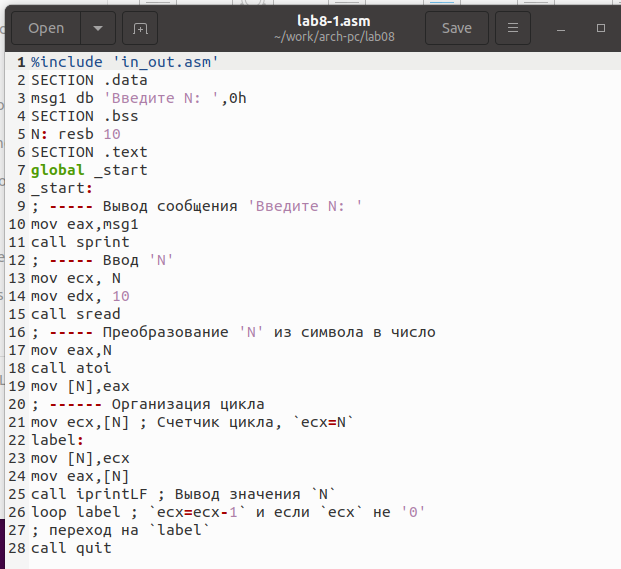 Open
lab8-1.asm
~/work/arch-pc/lab08
Save
1 %include 'in_out.asm'
2 SECTION .data
3 msg1 db 'Введите N: ',0h
4 SECTION .bss
5 N: resb 10
6 SECTION .text
7 global _start
8 _start:
9 ; ----- Вывод сообщения 'Введите N: '
10 mov eax,msg1
11 call sprint
12 ; ----- Ввод 'N'
13 mov ecx, N
14 mov edx, 10
15 call sread
16 ; ----- Преобразование 'N' из символа в число
17 mov eax,N
18 call atoi
19 mov [N],eax
20 ; ------ Организация цикла
21 mov ecx,[N] ; Счетчик цикла, `ecx=N`
22 label:
23 mov [N],ecx
24 mov eax,[N]
25 call iprintLF ; Вывод значения `N`
26 loop label ; `ecx=ecx-1` и если `ecx` не '0'
27 ; переход на `label`
28 call quit